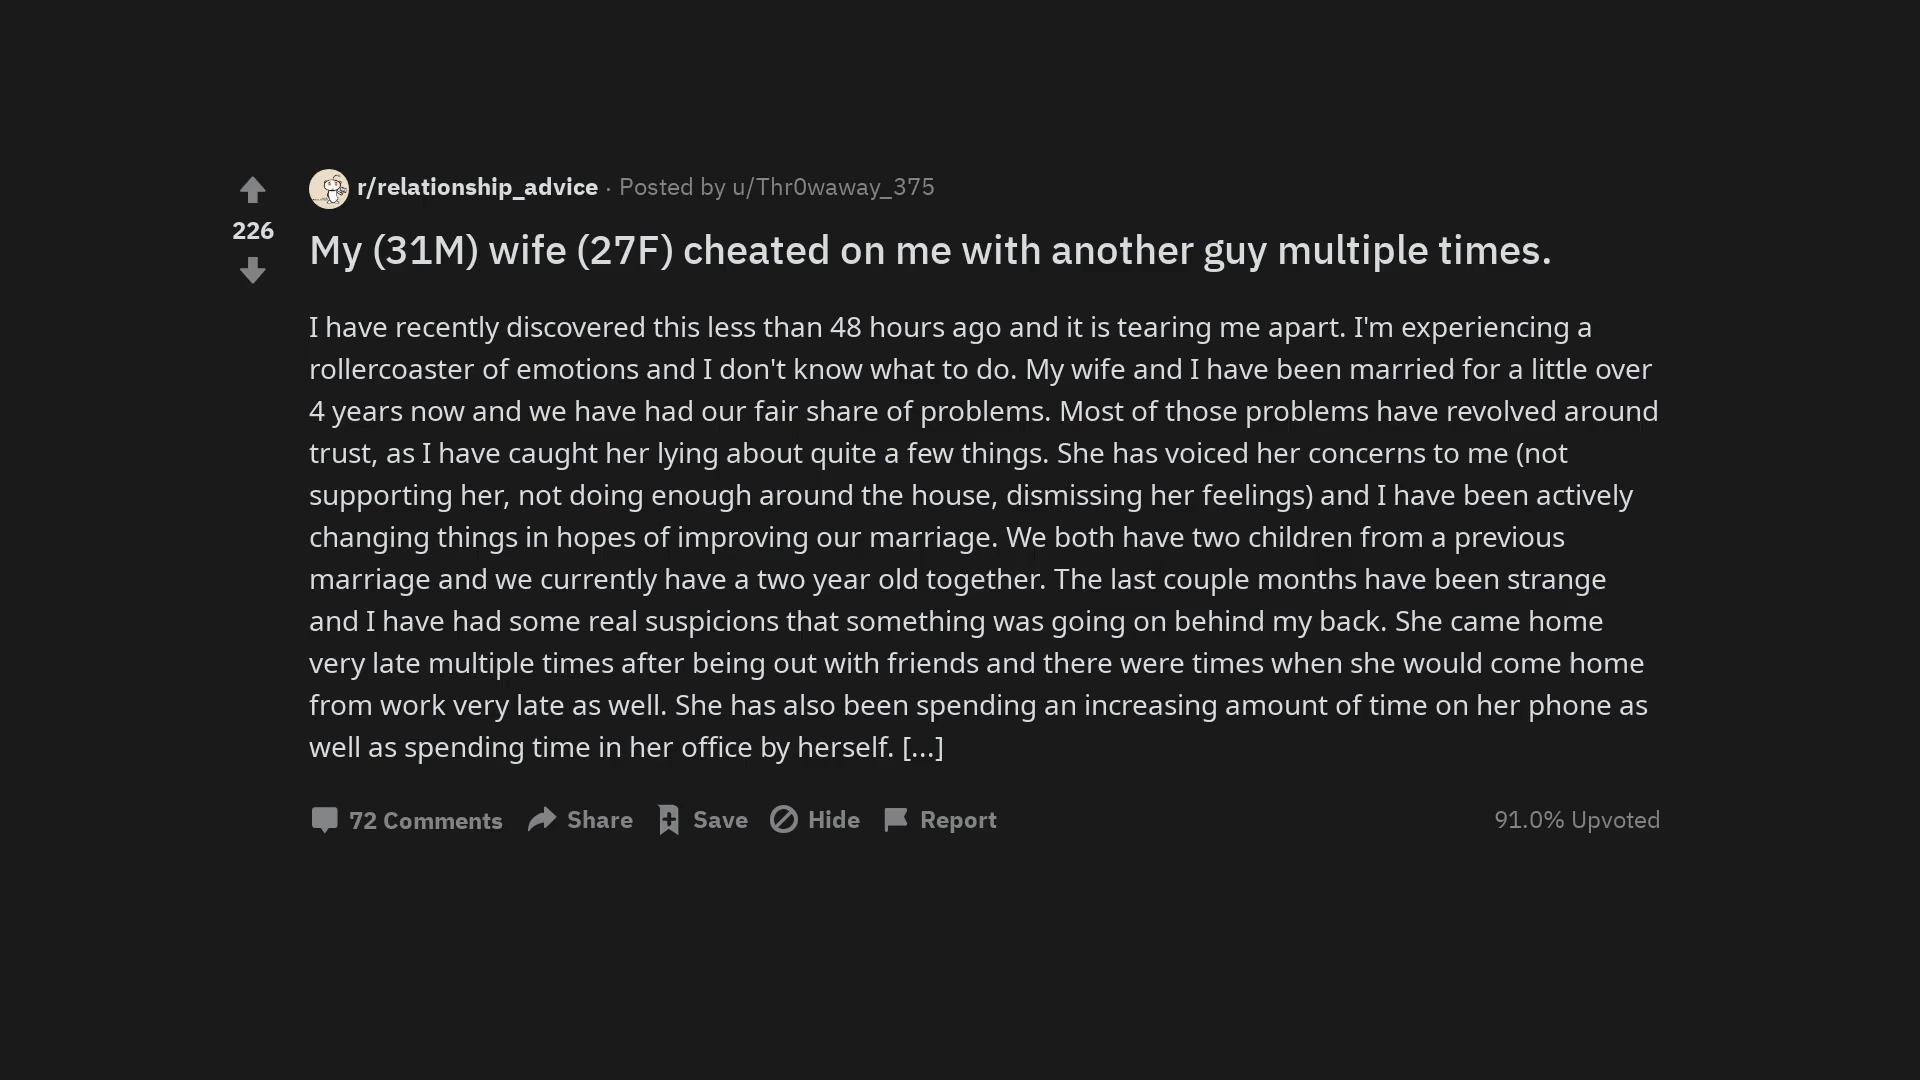 r/relationship_advice · Posted by u/Thr0waway_375
226
My (31M) wife (27F) cheated on me with another guy multiple times.
I have recently discovered this less than 48 hours ago and it is tearing me apart. I'm experiencing a
rollercoaster of emotions and I don't know what to do. My wife and I have been married for a little over
4 years now and we have had our fair share of problems. Most of those problems have revolved around
trust, as I have caught her lying about quite a few things. She has voiced her concerns to me (not
supporting her, not doing enough around the house, dismissing her feelings) and I have been actively
changing things in hopes of improving our marriage. We both have two children from a previous
marriage and we currently have a two year old together. The last couple months have been strange
and I have had some real suspicions that something was going on behind my back. She came home
very late multiple times after being out with friends and there were times when she would come home
from work very late as well. She has also been spending an increasing amount of time on her phone as
well as spending time in her office by herself. [...]
72 Comments Share Save Hide Report 91.0% Upvoted